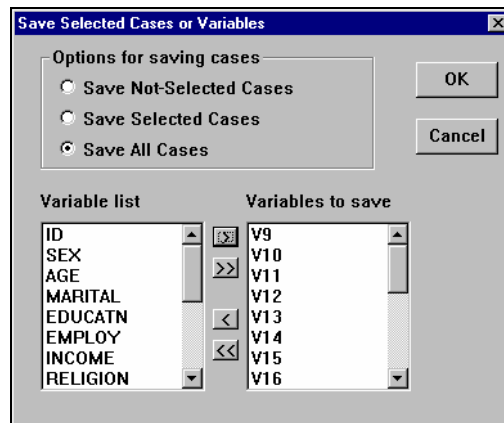 Save Selected Cases or Variables
Options for saving cases
Save Not-Selected Cases
Save Selected Cases
Save All Cases
OK
Cancel
Variable list
ID
SEX
AGE
MARITAL
EDUCATN
EMPLOY
INCOME
RELIGION
>
>>
<
<<
Variables to save
V9
V10
V11
V12
V13
V14
V15
V16